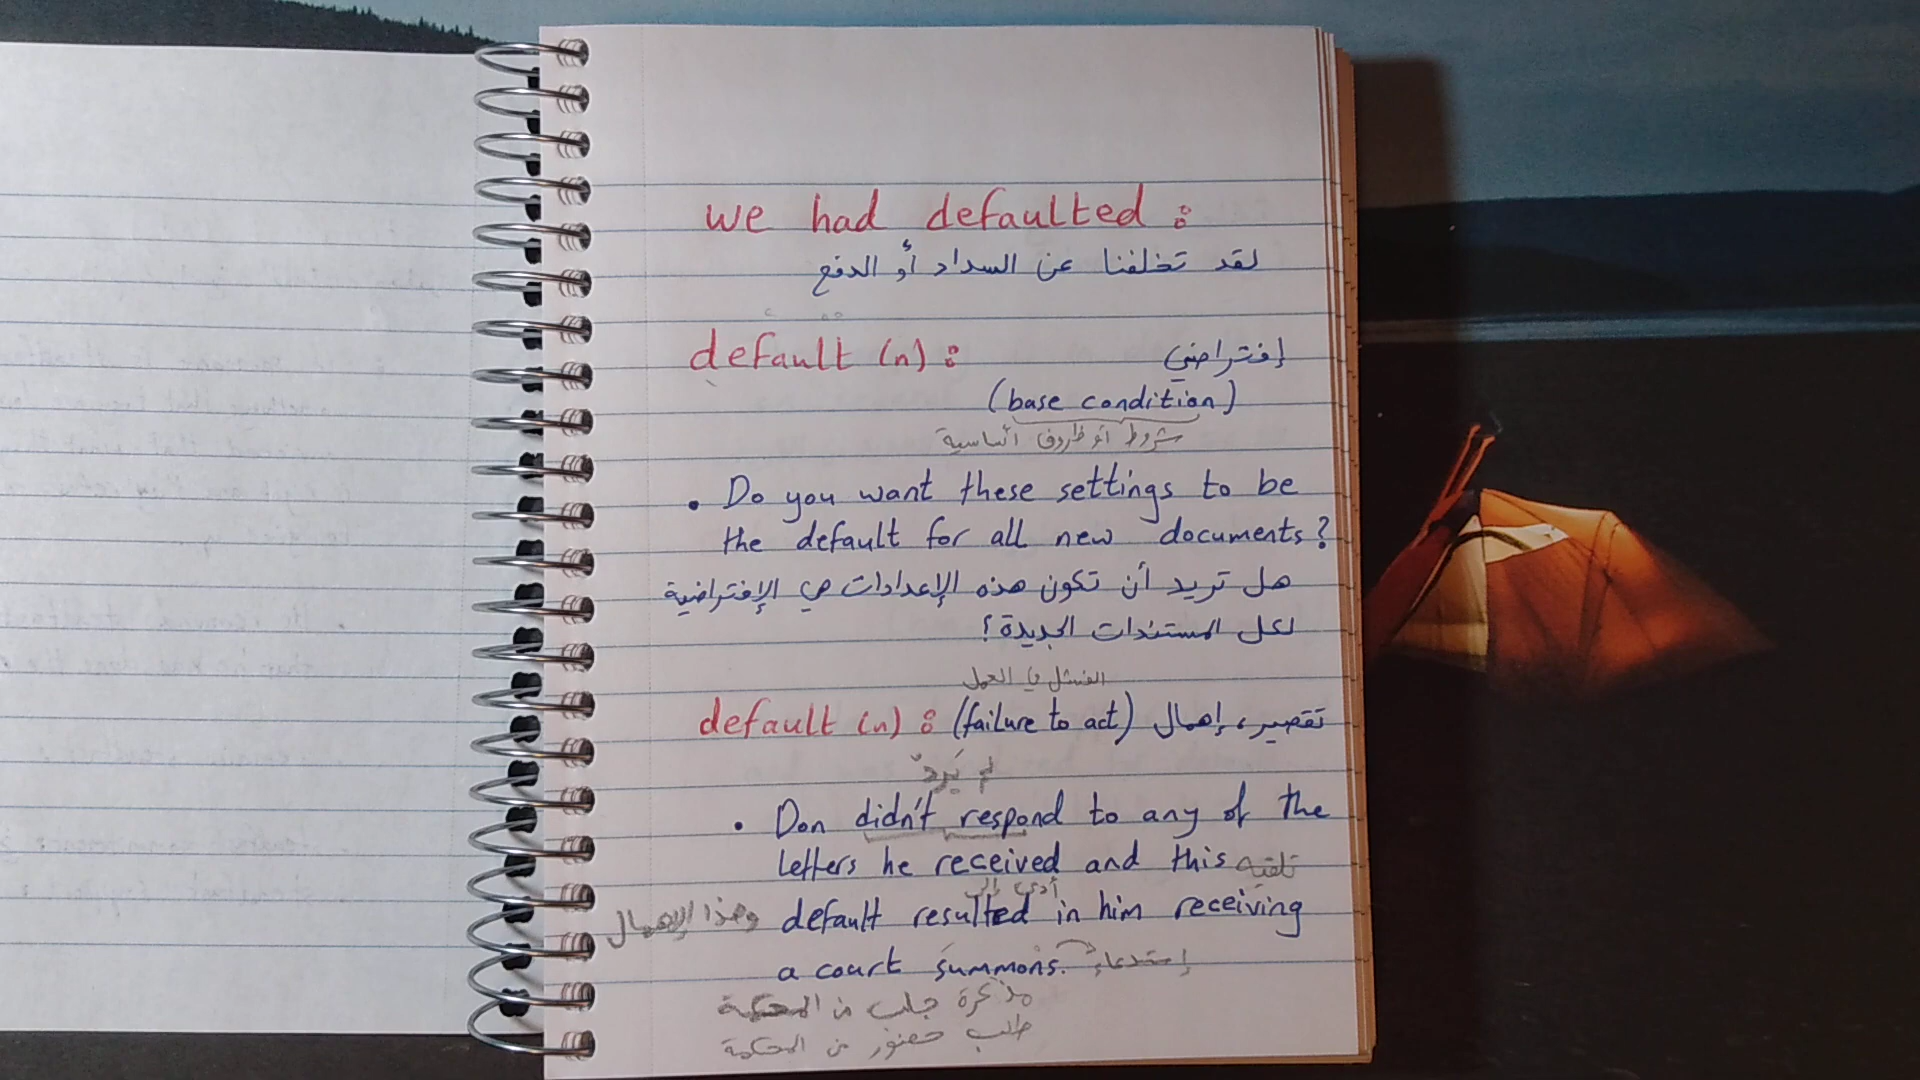 we had defaulted :
لقد تخلفنا عن السداد أو الدفع
default (n) : إفتراضي
(base condition)
شروط أو ظروف أساسية
• Do you want these settings to be
the default for all new documents?
هل تريد أن تكون هذه الإعدادات هي الإفتراضية
لكل المستندات الجديدة؟
الفشل في العمل
default (n) : (failure to act) تقصير، إهمال
لم يَردّ
• Don didn't respond to any of the
letters he received and this تلقيه
أدى إلى
default resulted in him receiving وهذا الإهمال
a court summons. إستدعاء
مذكرة جلب من المحكمة
طلب حضور من المحكمة